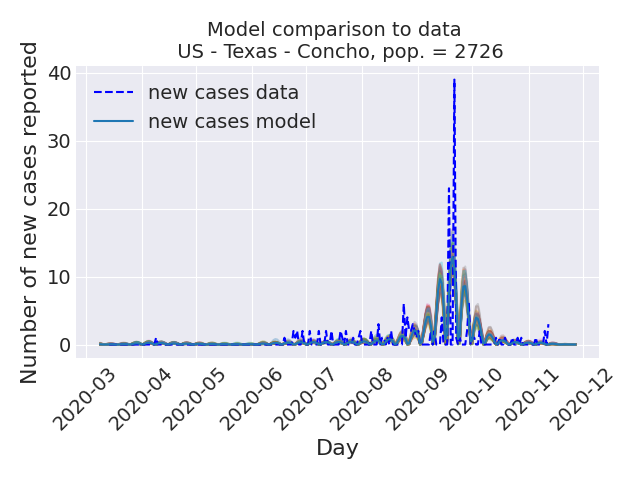 Model comparison to data
US - Texas - Concho, pop. = 2726
Number of new cases reported
40
30
20
10
0
new cases data
new cases model
2020-03
2020-04
2020-05
2020-06
2020-07
2020-08
2020-09
2020-10
2020-11
2020-12
Day